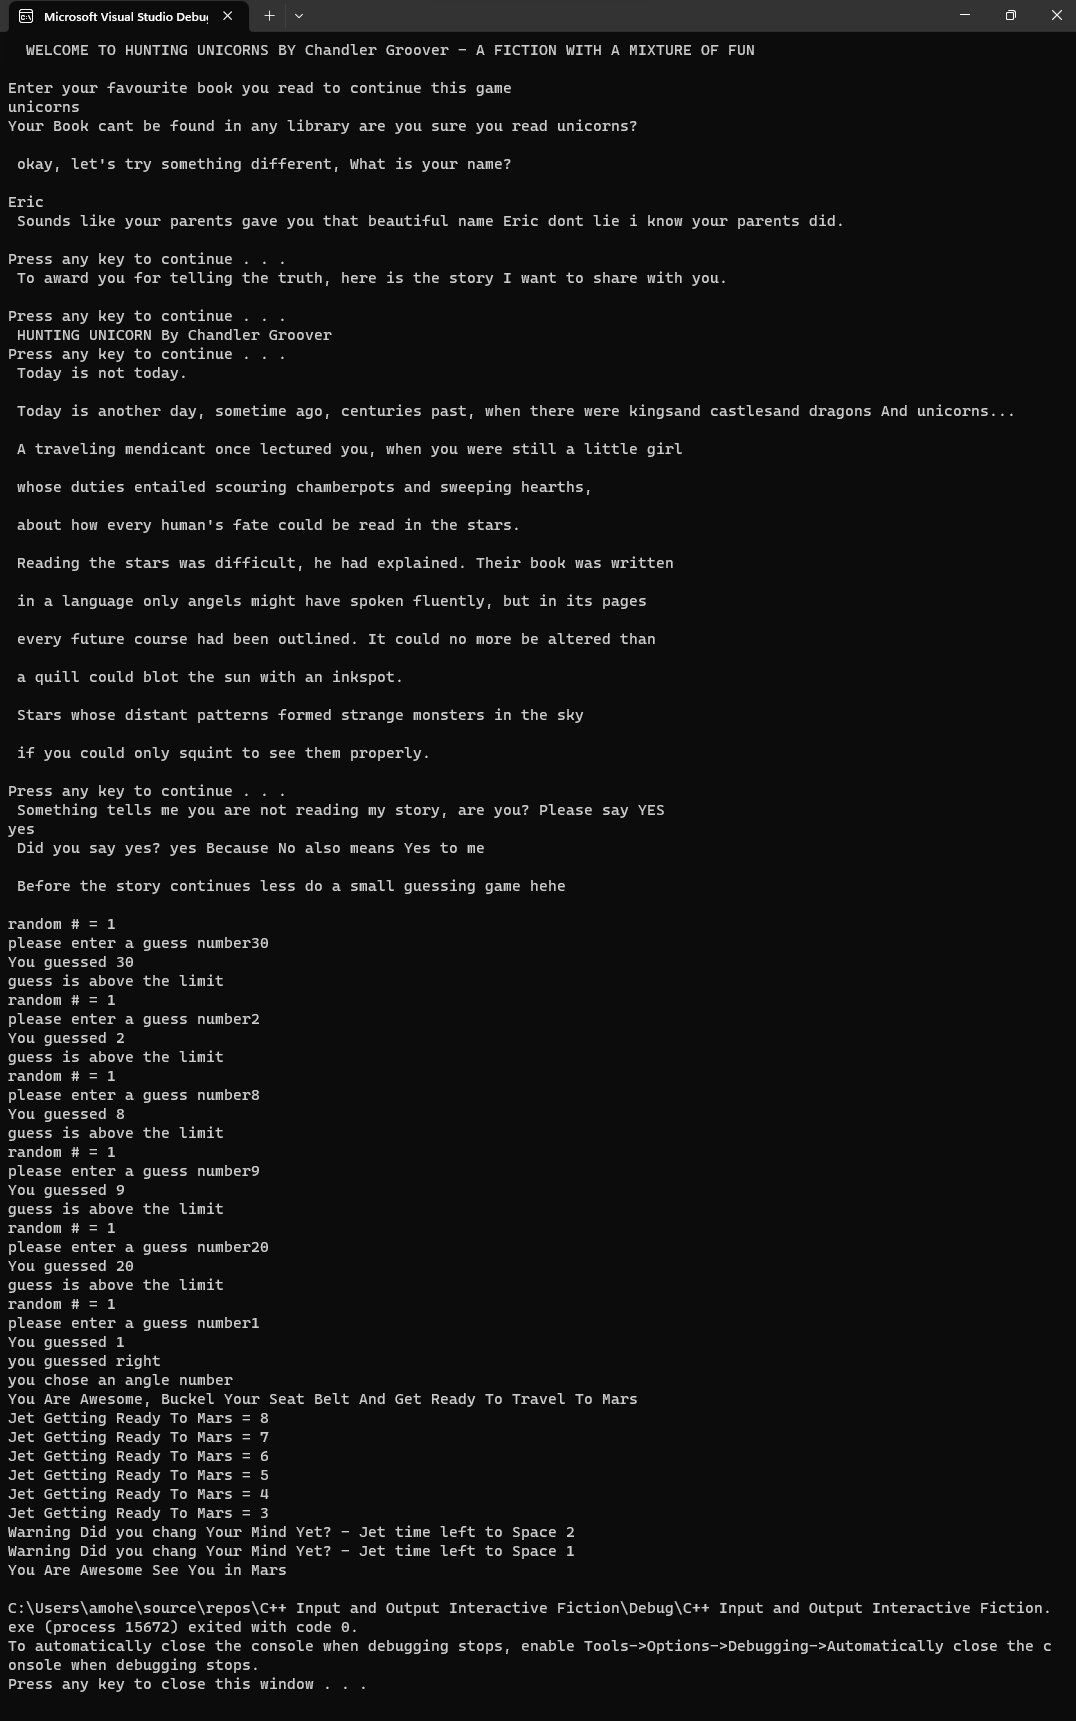 Microsoft Visual Studio Debug
WELCOME TO HUNTING UNICORNS BY Chandler Groover - A FICTION WITH A MIXTURE OF FUN
Enter your favourite book you read to continue this game
unicorns
Your Book cant be found in any library are you sure you read unicorns?
okay, let's try something different, What is your name?
Eric
Sounds like your parents gave you that beautiful name Eric dont lie i know your parents did.
Press any key to continue . . .
To award you for telling the truth, here is the story I want to share with you.
Press any key to continue . . .
HUNTING UNICORN By Chandler Groover
Press any key to continue . . .
Today is not today.
Today is another day, sometime ago, centuries past, when there were kingsand castlesand dragons And unicorns...
A traveling mendicant once lectured you, when you were still a little girl
whose duties entailed scouring chamberpots and sweeping hearths,
about how every human's fate could be read in the stars.
Reading the stars was difficult, he had explained. Their book was written
in a language only angels might have spoken fluently, but in its pages
every future course had been outlined. It could no more be altered than
a quill could blot the sun with an inkspot.
Stars whose distant patterns formed strange monsters in the sky
if you could only squint to see them properly.
Press any key to continue . . .
Something tells me you are not reading my story, are you? Please say YES
yes
Did you say yes? yes Because No also means Yes to me
Before the story continues less do a small guessing game hehe
random # = 1
please enter a guess number30
You guessed 30
guess is above the limit
random # = 1
please enter a guess number2
You guessed 2
guess is above the limit
random # = 1
please enter a guess number8
You guessed 8
guess is above the limit
random # = 1
please enter a guess number9
You guessed 9
guess is above the limit
random # = 1
please enter a guess number20
You guessed 20
guess is above the limit
random # = 1
please enter a guess number1
You guessed 1
you guessed right
you chose an angle number
You Are Awesome, Buckel Your Seat Belt And Get Ready To Travel To Mars
Jet Getting Ready To Mars = 8
Jet Getting Ready To Mars = 7
Jet Getting Ready To Mars = 6
Jet Getting Ready To Mars = 5
Jet Getting Ready To Mars = 4
Jet Getting Ready To Mars = 3
Warning Did you chang Your Mind Yet? - Jet time left to Space 2
Warning Did you chang Your Mind Yet? - Jet time left to Space 1
You Are Awesome See You in Mars
C:\Users\amohe\source\repos\C++ Input and Output Interactive Fiction\Debug\C++ Input and Output Interactive Fiction.
exe (process 15672) exited with code 0.
To automatically close the console when debugging stops, enable Tools->Options->Debugging->Automatically close the c
onsole when debugging stops.
Press any key to close this window . . .